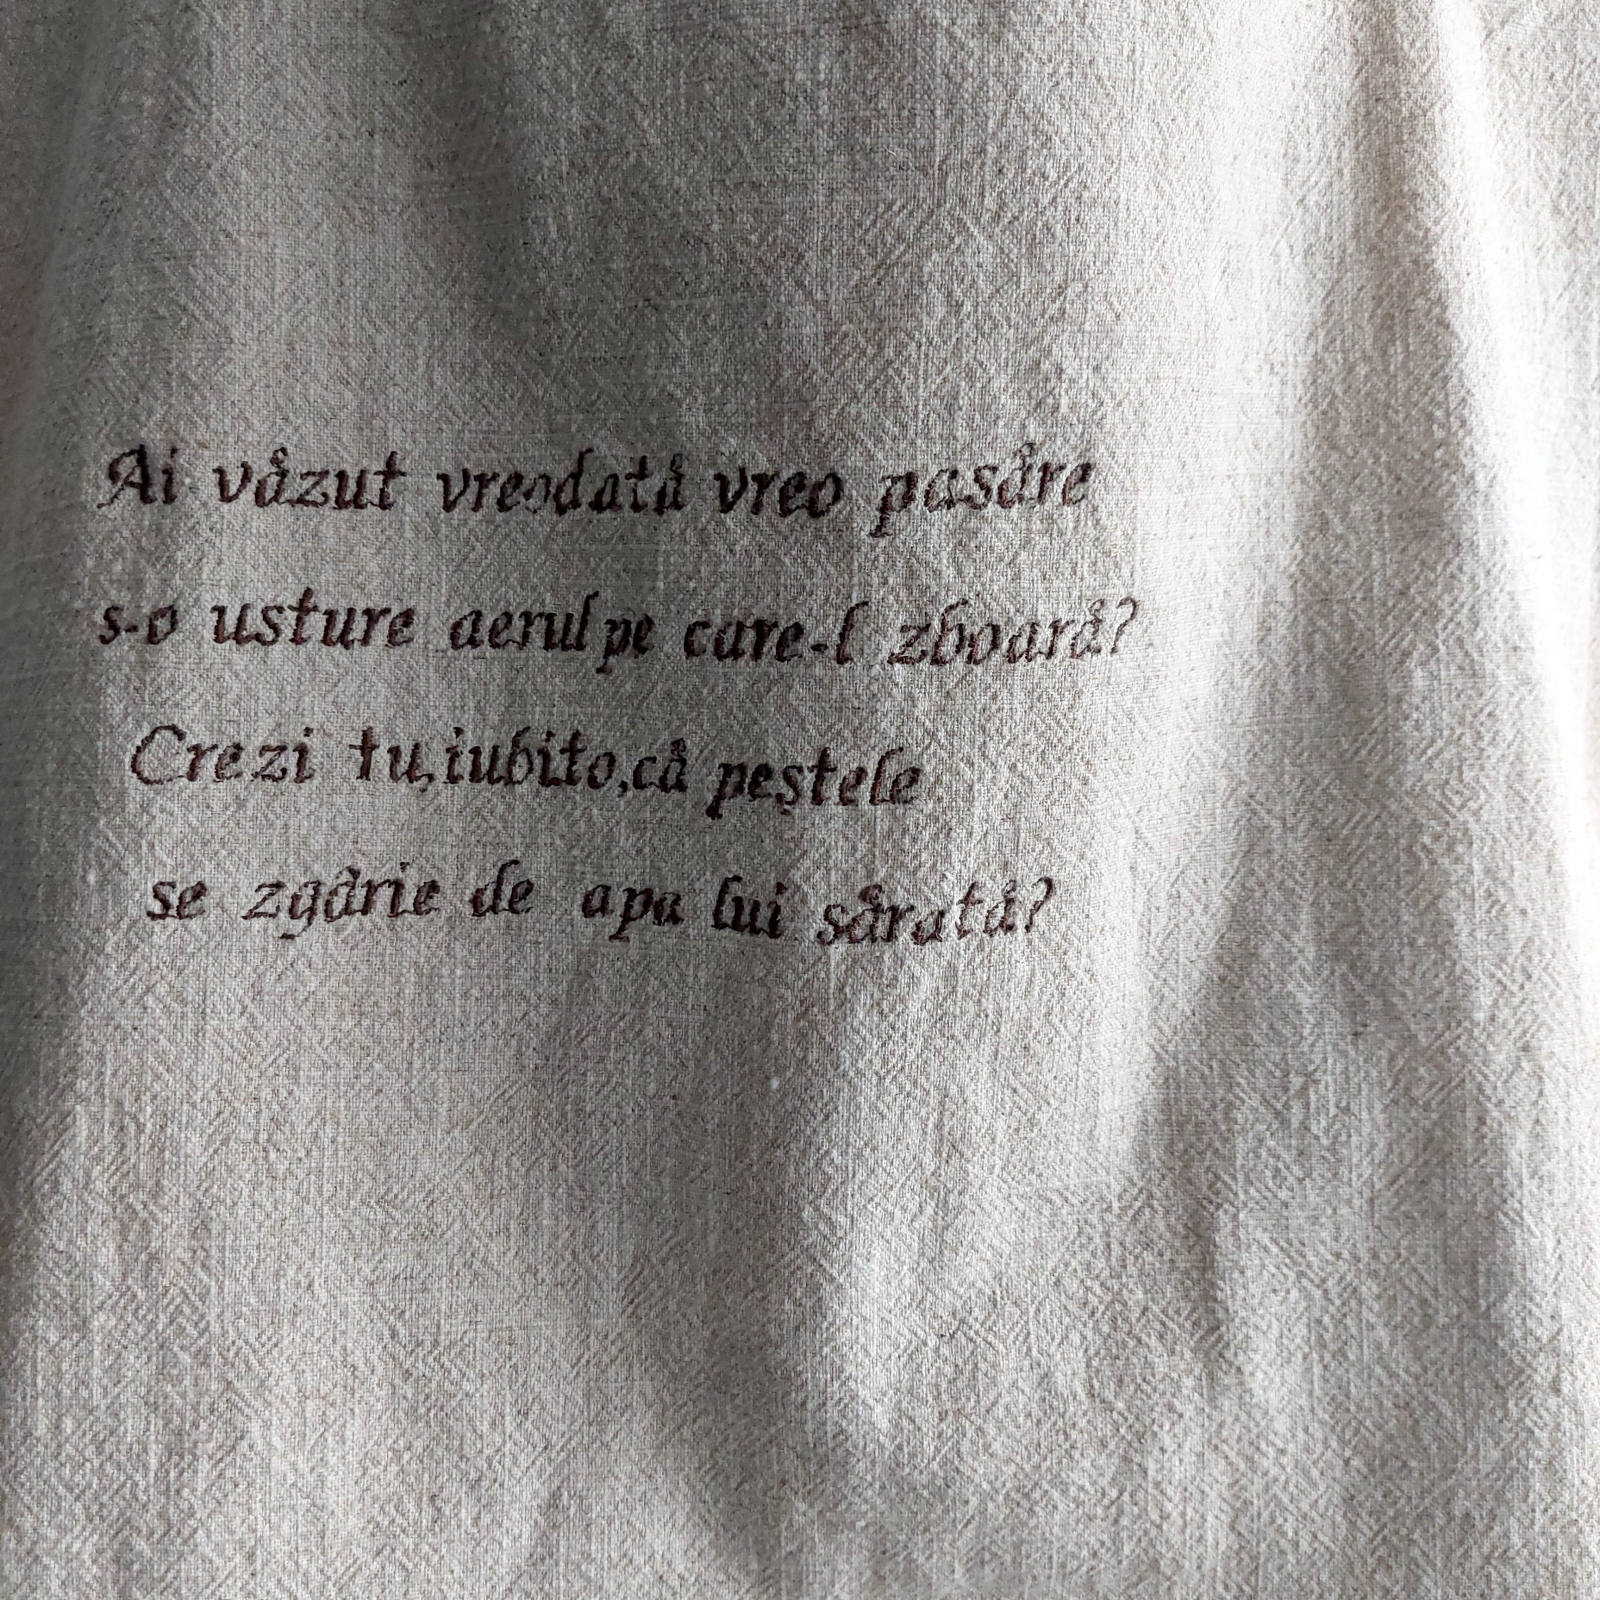 Ai văzut vreodată vreo pasăre
s-o usture aerul pe care-l zboară?
Crezi tu, iubito, că peștele
se zgârie de apa lui sărată?